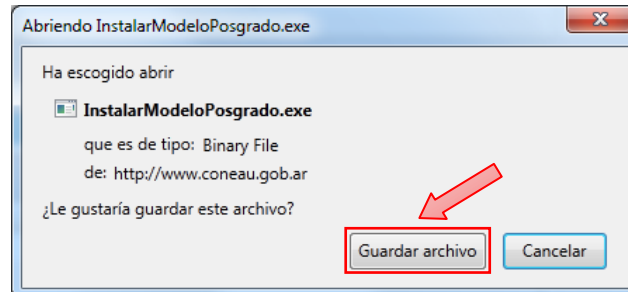 Abriendo InstalarModeloPosgrado.exe
Ha escogido abrir
InstalarModeloPosgrado.exe
que es de tipo: Binary File
de: http://www.coneau.gob.ar
¿Le gustaría guardar este archivo?
Guardar archivo Cancelar